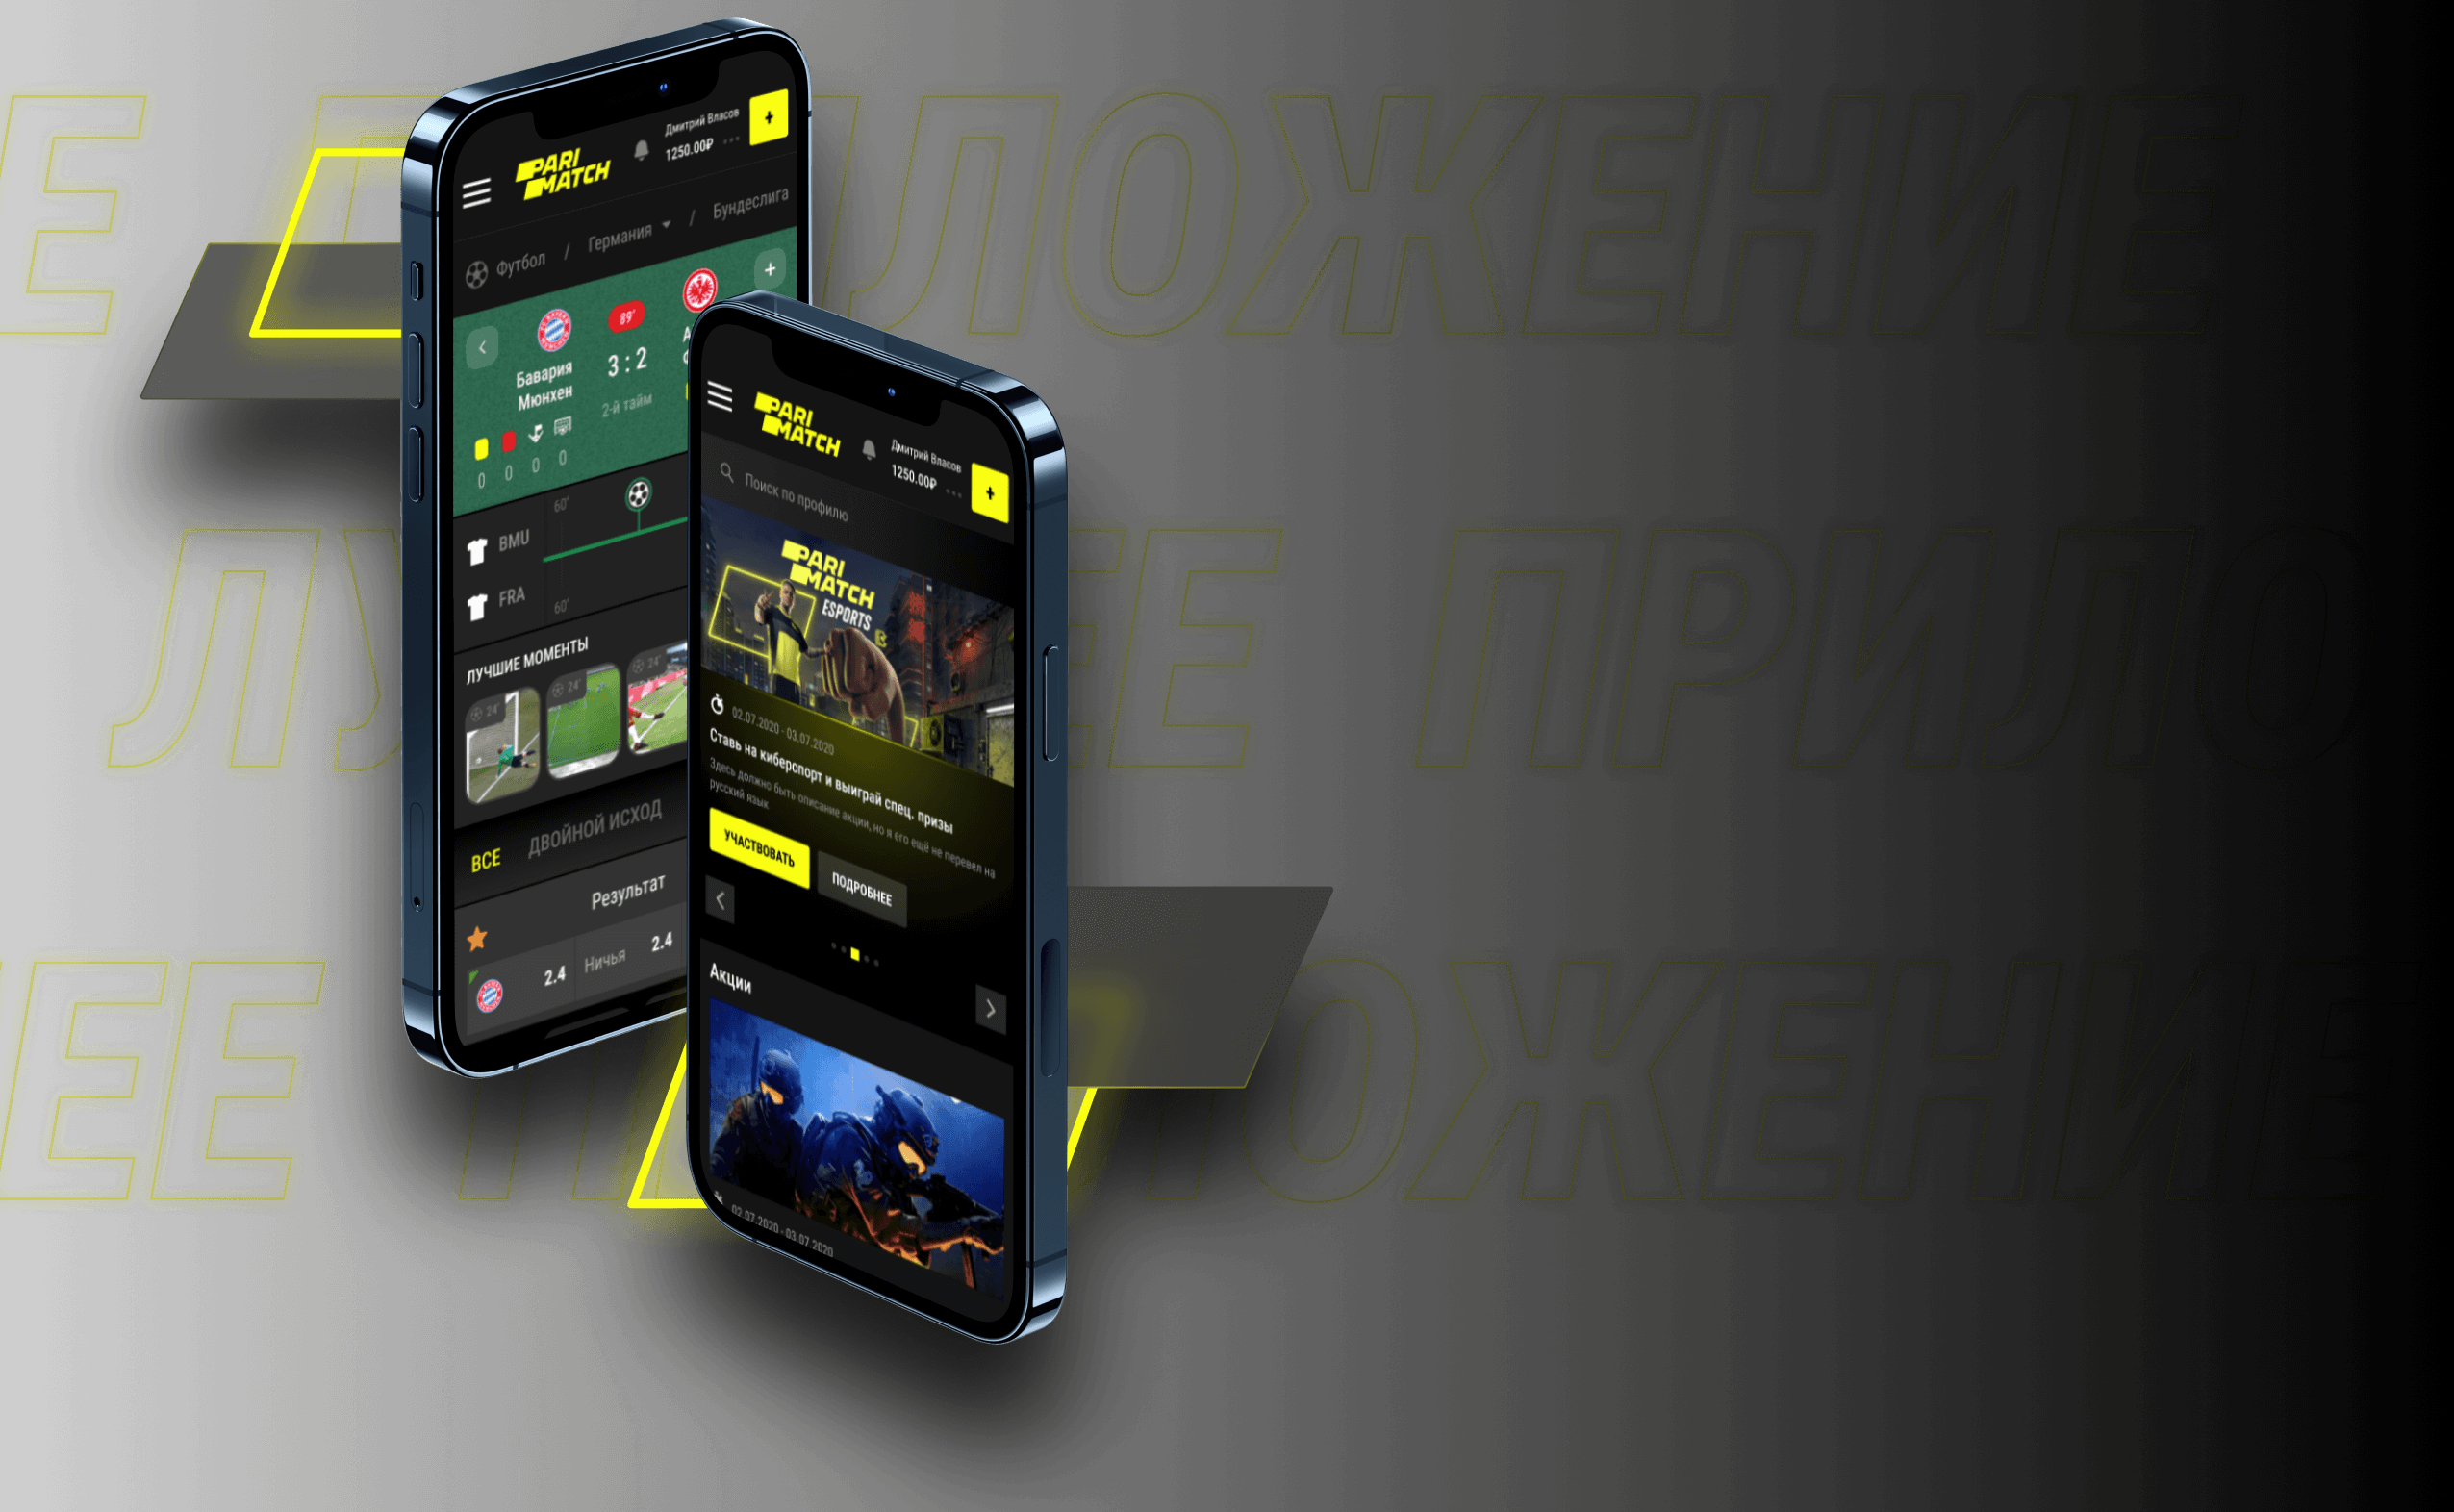 Е ПРИЛОЖЕНИЕ
ЛУЧШЕЕ ПРИЛО
ЕЕ ПРИЛОЖЕНИЕ
PARI
MATCH
Дмитрий Власов
1250.00₽
+
Футбол / Германия / Бундеслига
89'
Бавария
Мюнхен
3 : 2
2-й тайм
0 0 0 0
60'
BMU
FRA
60'
ЛУЧШИЕ МОМЕНТЫ
24' 24' 24'
ВСЕ ДВОЙНОЙ ИСХОД
Результат
2.4 Ничья 2.4
PARI
MATCH
Дмитрий Власов
1250.00₽
+
Поиск по профилю
PARI
MATCH
ESPORTS
02.07.2020 - 03.07.2020
Ставь на киберспорт и выиграй спец. призы
Здесь должно быть описание акции, но я его ещё не перевел на
русский язык
УЧАСТВОВАТЬ
ПОДРОБНЕЕ
Акции
02.07.2020 - 03.07.2020